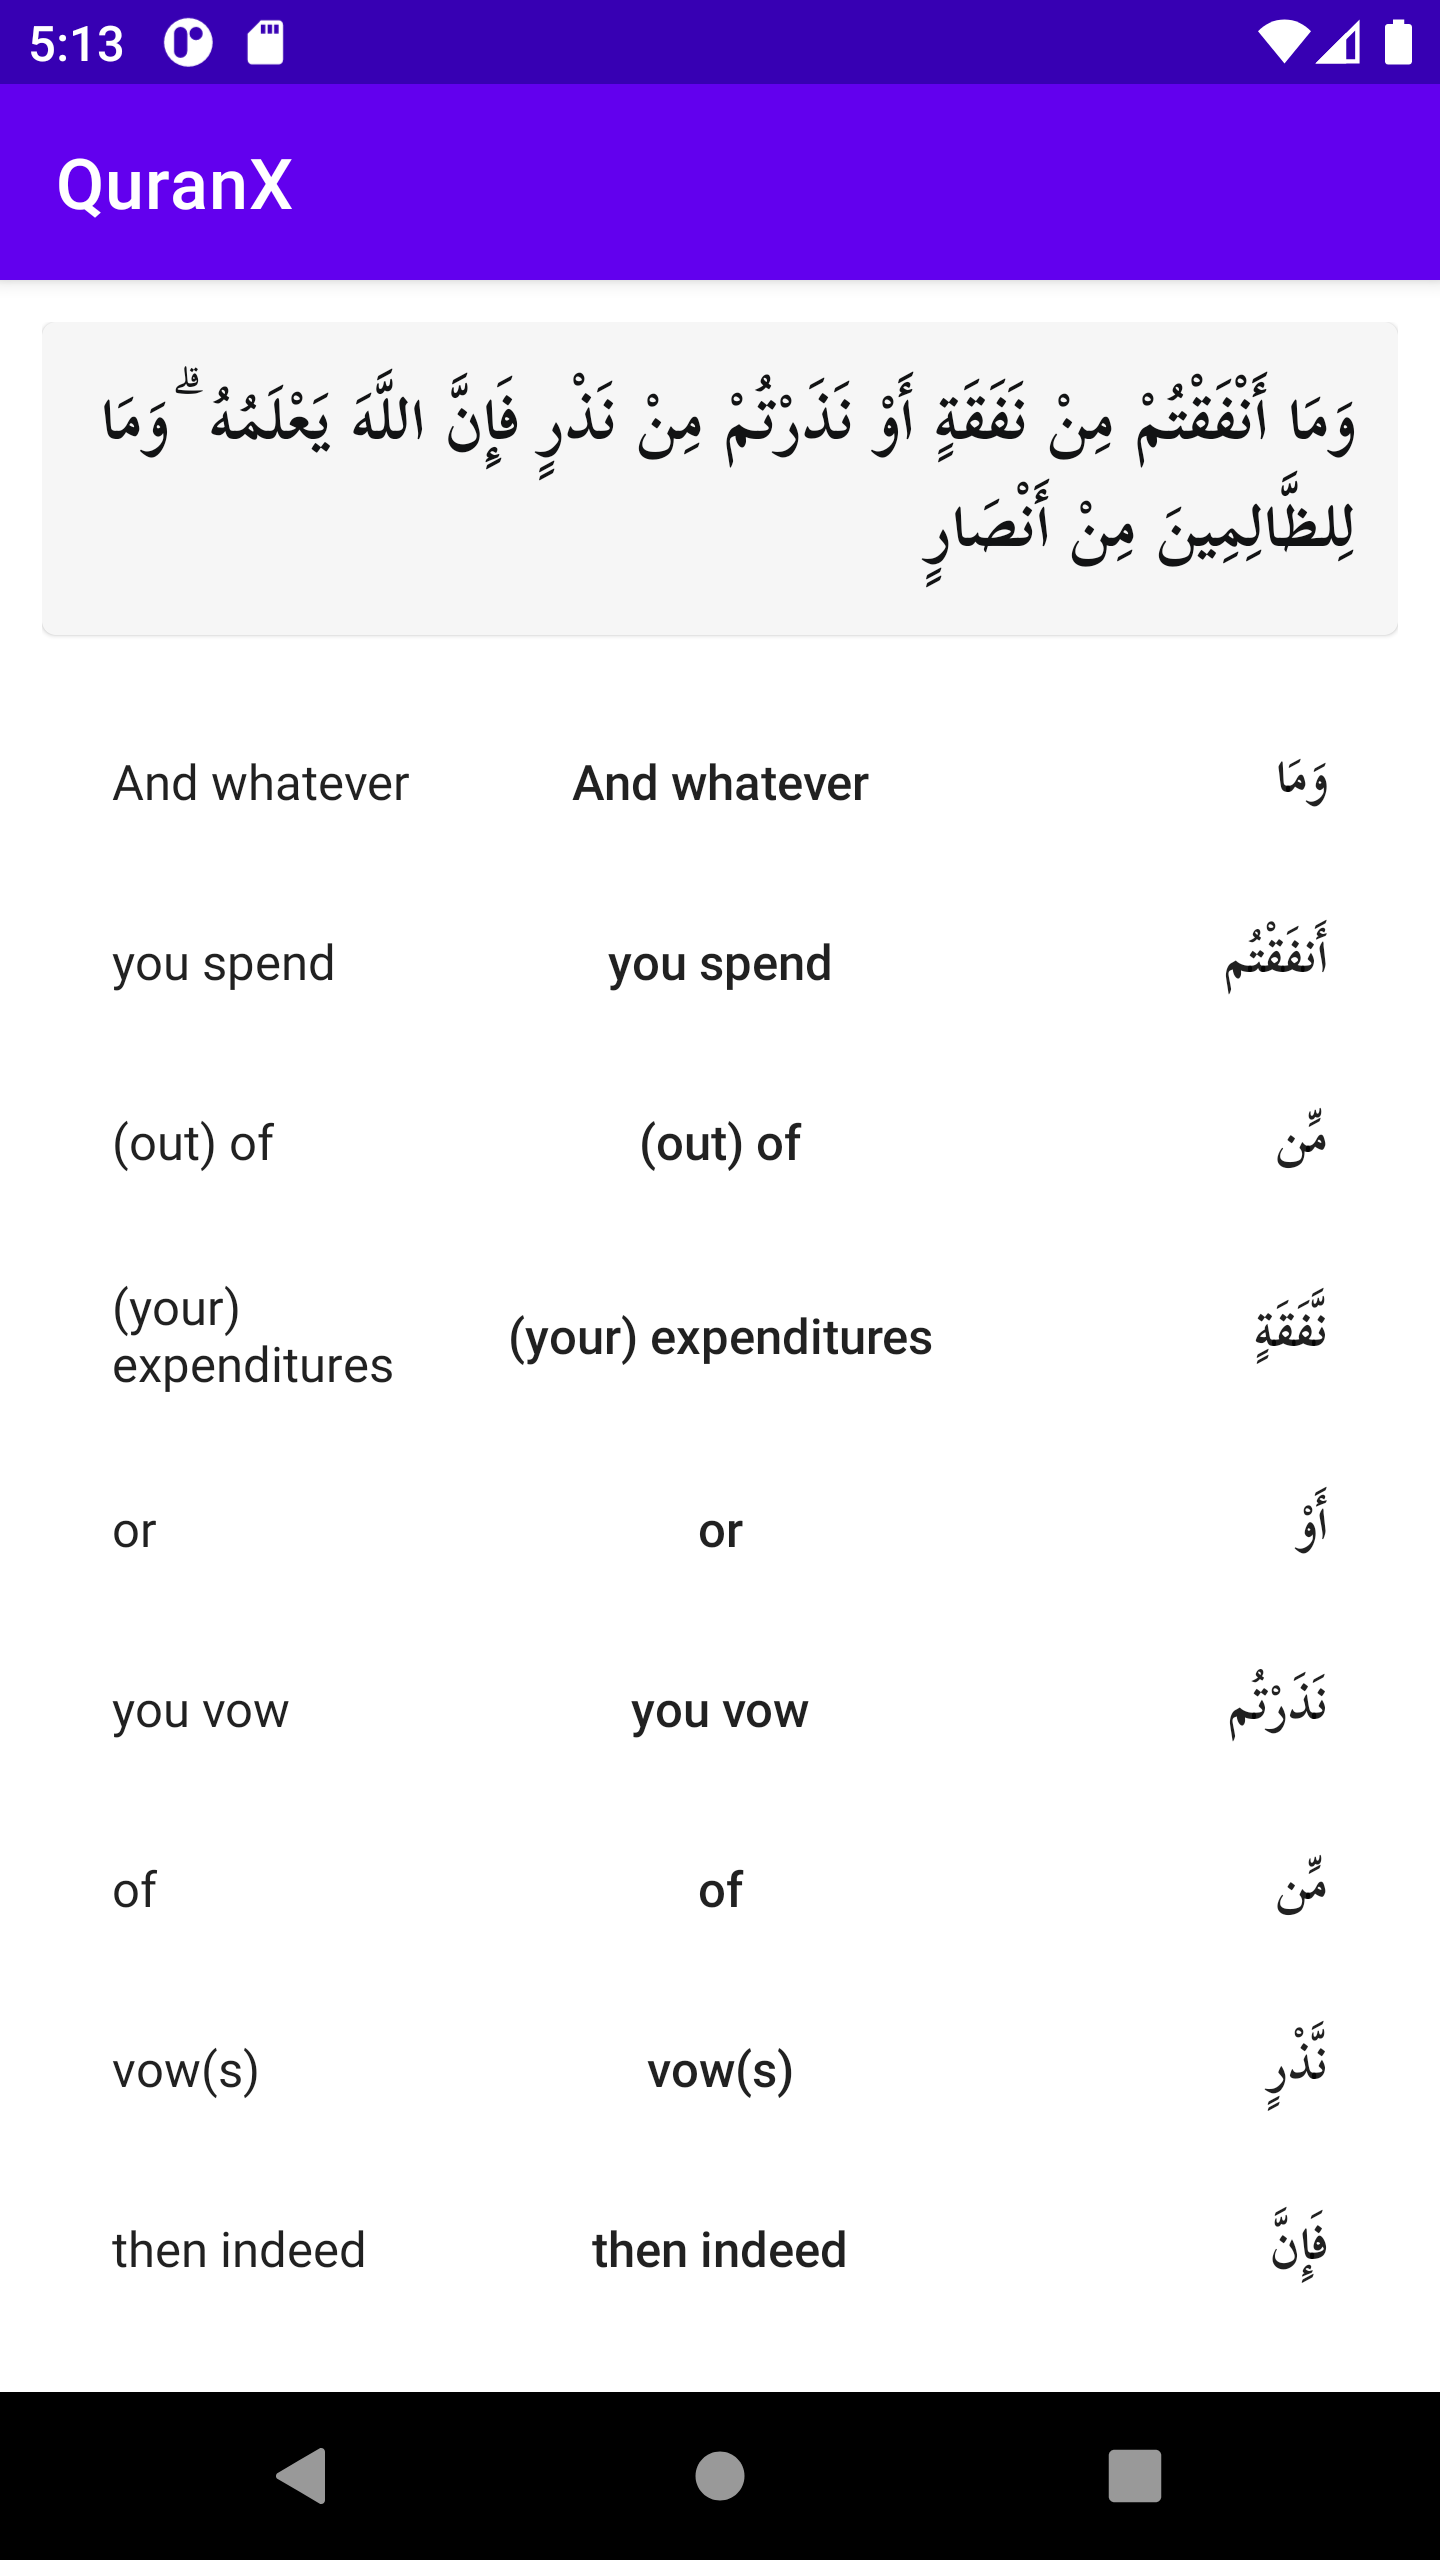 5:13
QuranX
وَمَا أَنْفَقْتُمْ مِنْ نَفَقَةٍ أَوْ نَذَرْتُمْ مِنْ نَذْرٍ فَإِنَّ اللَّهَ يَعْلَمُهُ ۗ وَمَا
لِلظَّالِمِينَ مِنْ أَنْصَارٍ
And whatever And whatever وَمَا
you spend you spend أَنفَقْتُم
(out) of (out) of مِّن
(your)
expenditures (your) expenditures نَّفَقَةٍ
or or أَوْ
you vow you vow نَذَرْتُم
of of مِّن
vow(s) vow(s) نَّذْرٍ
then indeed then indeed فَإِنَّ